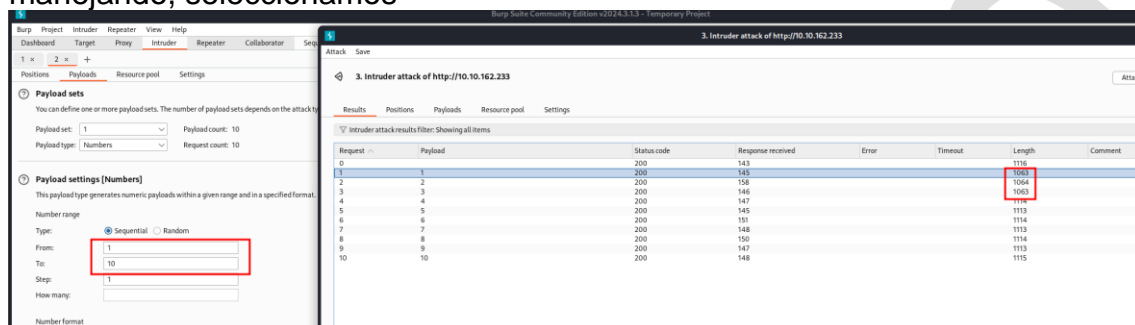 manejando, seleccionamos
Burp Suite Community Edition v2024.3.1.3 - Temporary Project
Burp Project Intruder Repeater View Help
Dashboard Target Proxy Intruder Repeater Collaborator Sequ
1 × 2 × +
Positions Payloads Resource pool Settings
Payload sets
You can define one or more payload sets. The number of payload sets depends on the attack ty
Payload set: 1 Payload count: 10
Payload type: Numbers Request count: 10
Payload settings [Numbers]
This payload type generates numeric payloads within a given range and in a specified format.
Number range
Type: Sequential Random
From: 1
To: 10
Step: 1
How many:
Number format
3. Intruder attack of http://10.10.162.233
Attack Save
3. Intruder attack of http://10.10.162.233
Atta
Results Positions Payloads Resource pool Settings
Intruder attack results filter: Showing all items
Request Payload Status code Response received Error Timeout Length Comment
0 200 143 1116
1 1 200 145 1063
2 2 200 158 1064
3 3 200 146 1063
4 4 200 147 1114
5 5 200 145 1113
6 6 200 151 1114
7 7 200 148 1113
8 8 200 150 1114
9 9 200 147 1113
10 10 200 148 1115